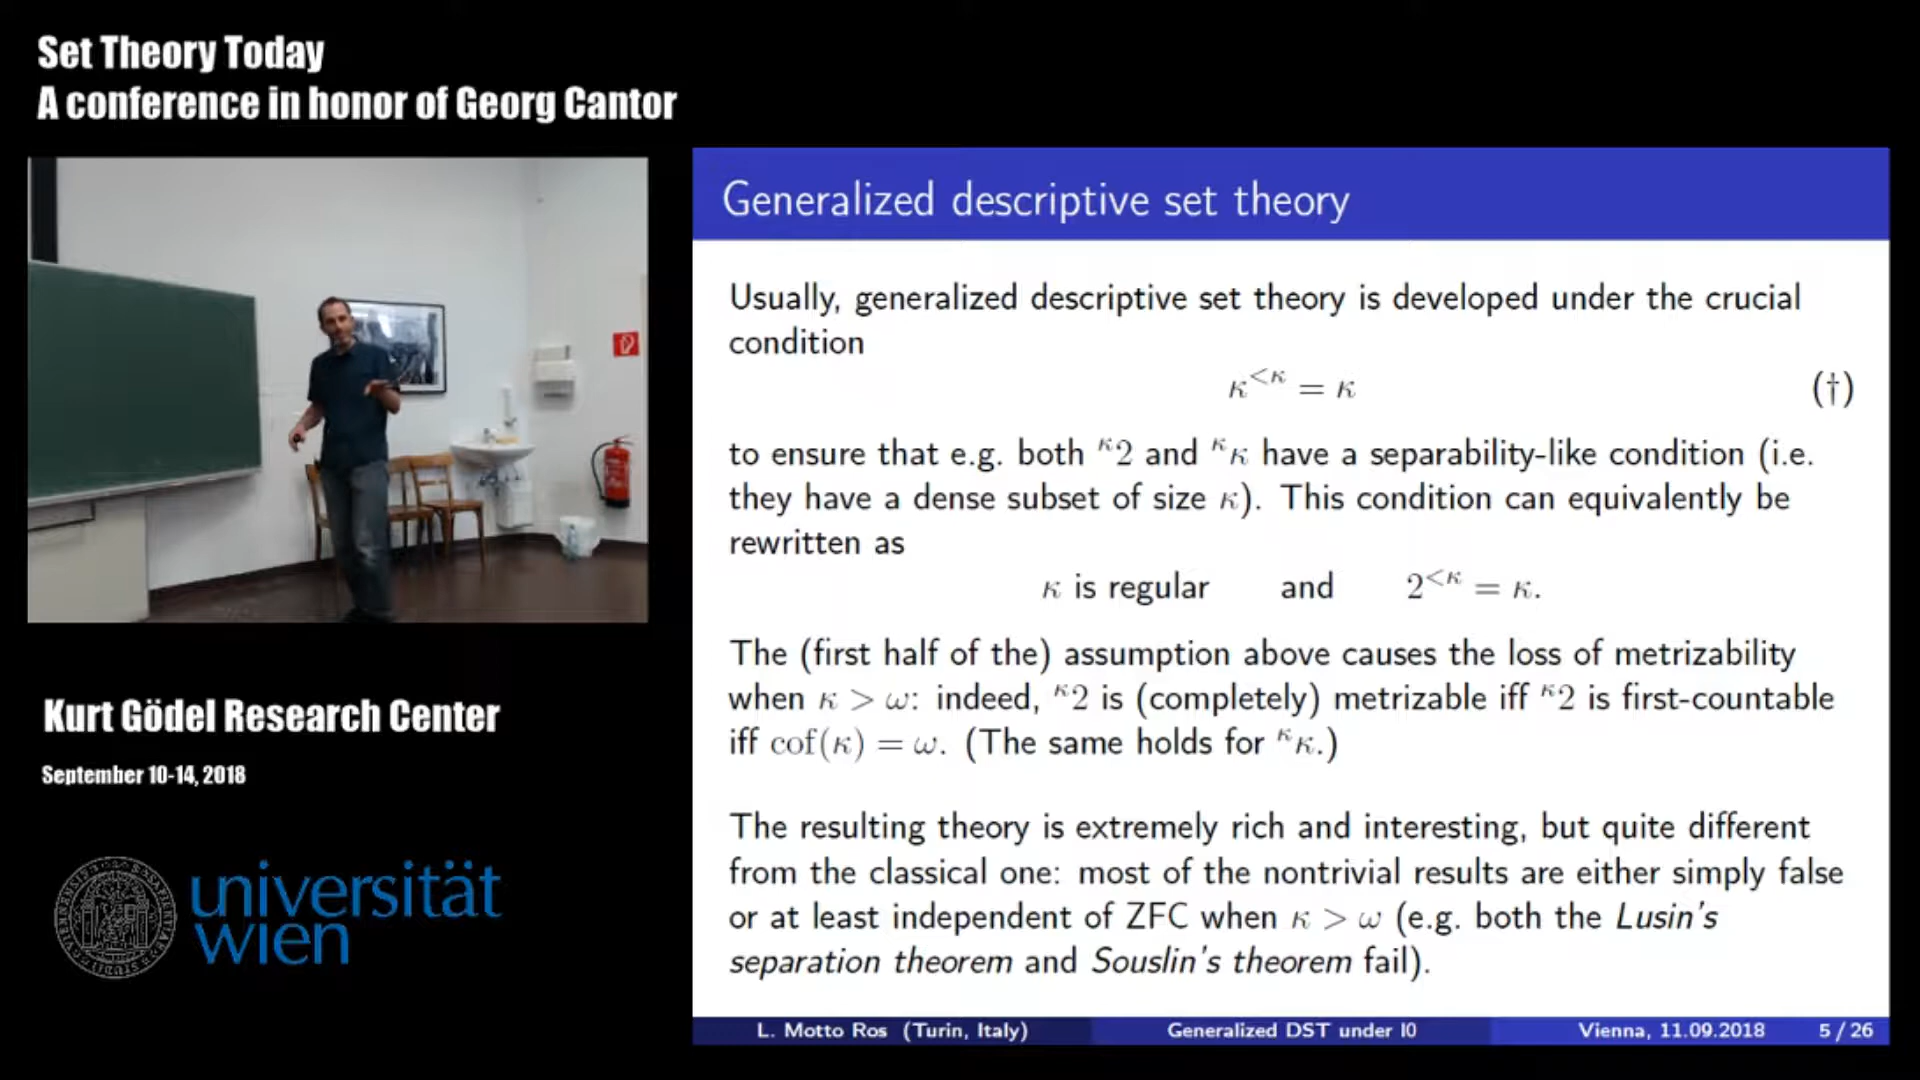 Set Theory Today
A conference in honor of Georg Cantor
Generalized descriptive set theory
Usually, generalized descriptive set theory is developed under the crucial
condition
κ^{<κ} = κ (†)
to ensure that e.g. both ^κ2 and ^κκ have a separability-like condition (i.e.
they have a dense subset of size κ). This condition can equivalently be
rewritten as
κ is regular and 2^{<κ} = κ.
The (first half of the) assumption above causes the loss of metrizability
when κ > ω: indeed, ^κ2 is (completely) metrizable iff ^κ2 is first-countable
iff cof(κ) = ω. (The same holds for ^κκ.)
The resulting theory is extremely rich and interesting, but quite different
from the classical one: most of the nontrivial results are either simply false
or at least independent of ZFC when κ > ω (e.g. both the Lusin's
separation theorem and Souslin's theorem fail).
L. Motto Ros (Turin, Italy) Generalized DST under I0 Vienna, 11.09.2018 5 / 26
Kurt Gödel Research Center
September 10-14, 2018
universität
wien